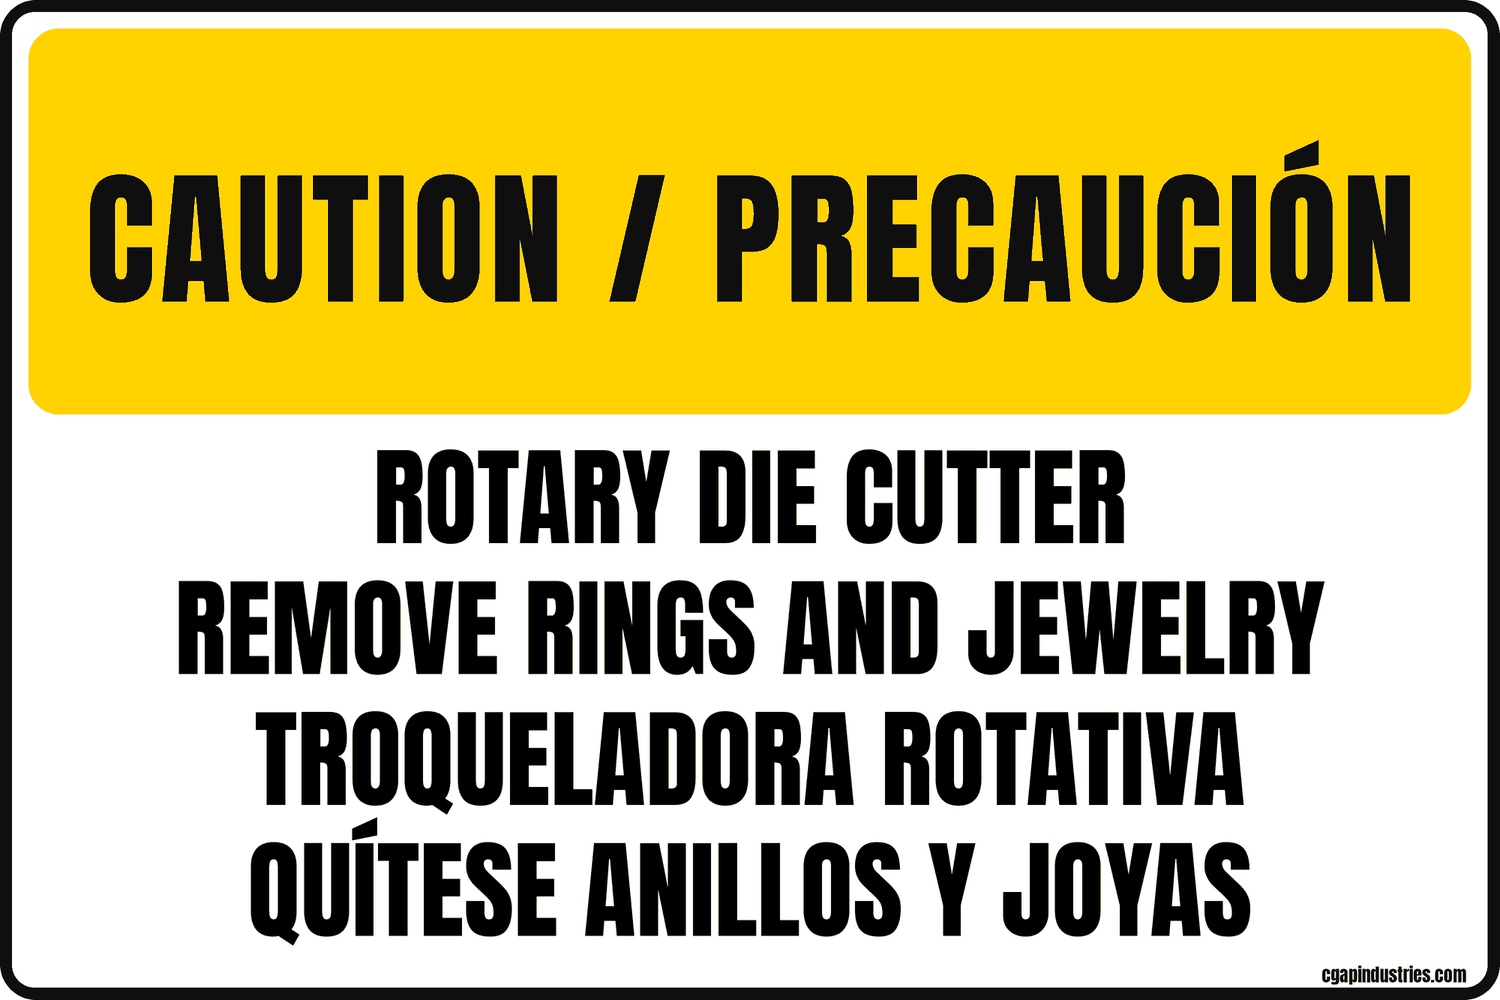 CAUTION / PRECAUCIÓN
ROTARY DIE CUTTER
REMOVE RINGS AND JEWELRY
TROQUELADORA ROTATIVA
QUÍTESE ANILLOS Y JOYAS
cgapindustries.com